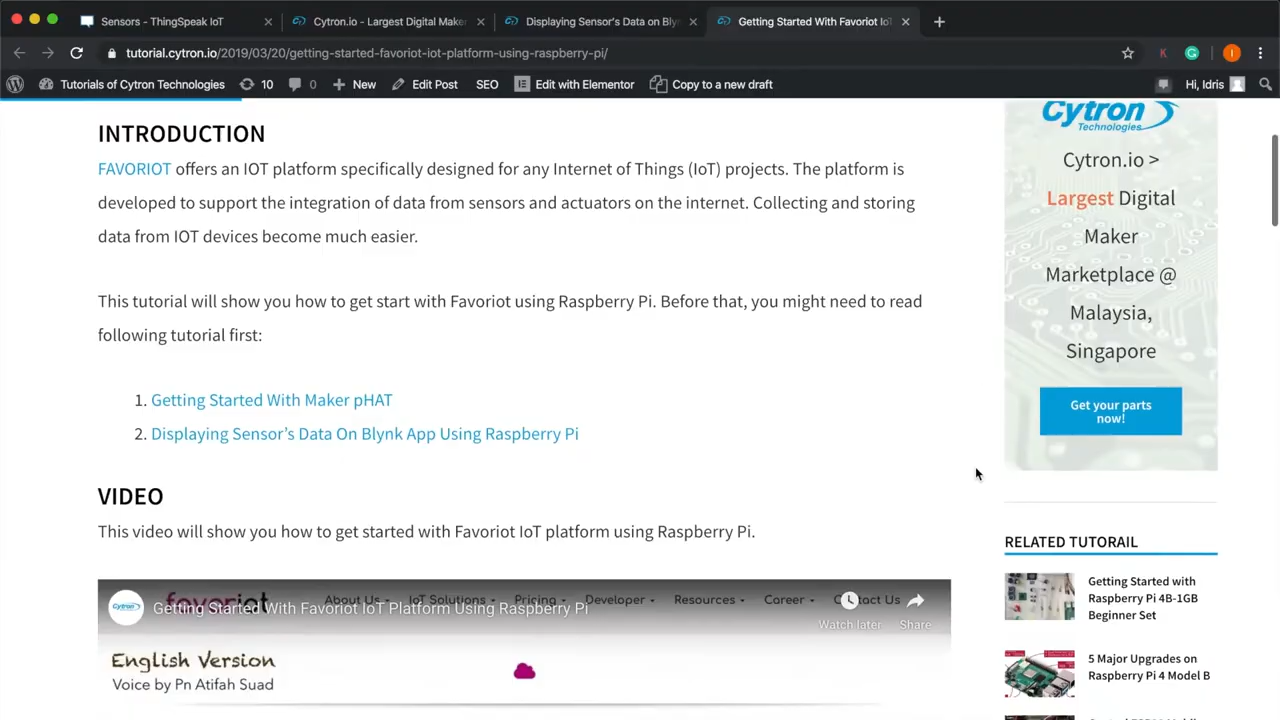 Sensors - ThingSpeak IoT
Cytron.io - Largest Digital Maker
Displaying Sensor's Data on Blyn
Getting Started With Favoriot IoT
tutorial.cytron.io/2019/03/20/getting-started-favoriot-iot-platform-using-raspberry-pi/
K
G
I
Tutorials of Cytron Technologies
10
0
New
Edit Post
SEO
Edit with Elementor
Copy to a new draft
Hi, Idris
INTRODUCTION
FAVORIOT offers an IOT platform specifically designed for any Internet of Things (IoT) projects. The platform is
developed to support the integration of data from sensors and actuators on the internet. Collecting and storing
data from IOT devices become much easier.
This tutorial will show you how to get start with Favoriot using Raspberry Pi. Before that, you might need to read
following tutorial first:
1. Getting Started With Maker pHAT
2. Displaying Sensor's Data On Blynk App Using Raspberry Pi
VIDEO
This video will show you how to get started with Favoriot IoT platform using Raspberry Pi.
Cytron
favoriot
About Us
IoT Solutions
Pricing
Developer
Resources
Career
Contact Us
Getting Started With Favoriot IoT Platform Using Raspberry Pi
Watch later
Share
English Version
Voice by Pn Atifah Suad
Cytron
Technologies
Cytron.io >
Largest Digital
Maker
Marketplace @
Malaysia,
Singapore
Get your parts
now!
RELATED TUTORAIL
Getting Started with
Raspberry Pi 4B-1GB
Beginner Set
5 Major Upgrades on
Raspberry Pi 4 Model B